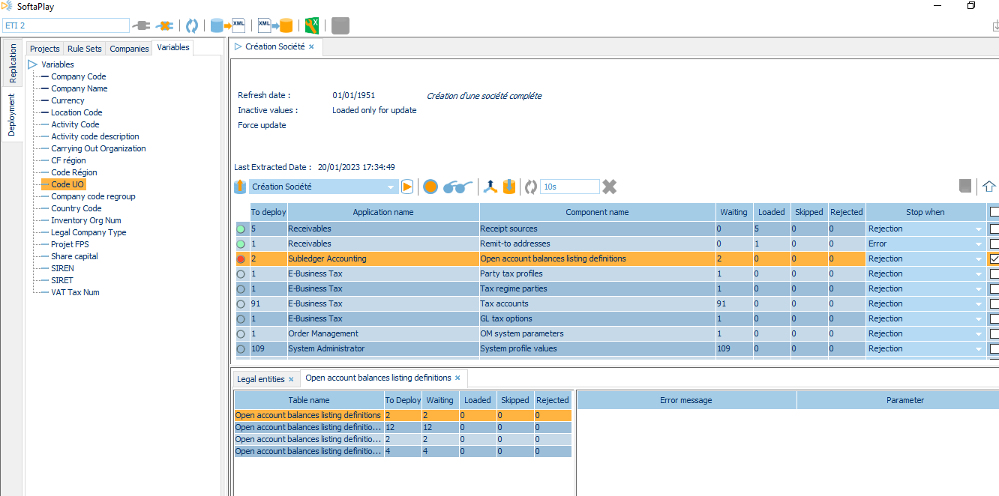 SoftaPlay
ETI 2
XML
XML
X
Replication
Deployment
Projects Rule Sets Companies Variables
Variables
Company Code
Company Name
Currency
Location Code
Activity Code
Activity code description
Carrying Out Organization
CF région
Code Région
Code UO
Company code regroup
Country Code
Inventory Org Num
Legal Company Type
Projet FPS
Share capital
SIREN
SIRET
VAT Tax Num
Création Société
Refresh date : 01/01/1951 Création d'une société compléte
Inactive values : Loaded only for update
Force update
Last Extracted Date : 20/01/2023 17:34:49
Création Société 10s
To deploy Application name Component name Waiting Loaded Skipped Rejected Stop when
5 Receivables Receipt sources 0 5 0 0 Rejection
1 Receivables Remit-to addresses 0 1 0 0 Error
2 Subledger Accounting Open account balances listing definitions 2 0 0 0 Rejection
1 E-Business Tax Party tax profiles 1 0 0 0 Rejection
1 E-Business Tax Tax regime parties 1 0 0 0 Rejection
91 E-Business Tax Tax accounts 91 0 0 0 Rejection
1 E-Business Tax GL tax options 1 0 0 0 Rejection
1 Order Management OM system parameters 1 0 0 0 Rejection
109 System Administrator System profile values 109 0 0 0 Rejection
Legal entities Open account balances listing definitions
Table name To Deploy Waiting Loaded Skipped Rejected Error message Parameter
Open account balances listing definitions 2 2 0 0 0
Open account balances listing definitio... 12 12 0 0 0
Open account balances listing definitio... 2 2 0 0 0
Open account balances listing definitio... 4 4 0 0 0